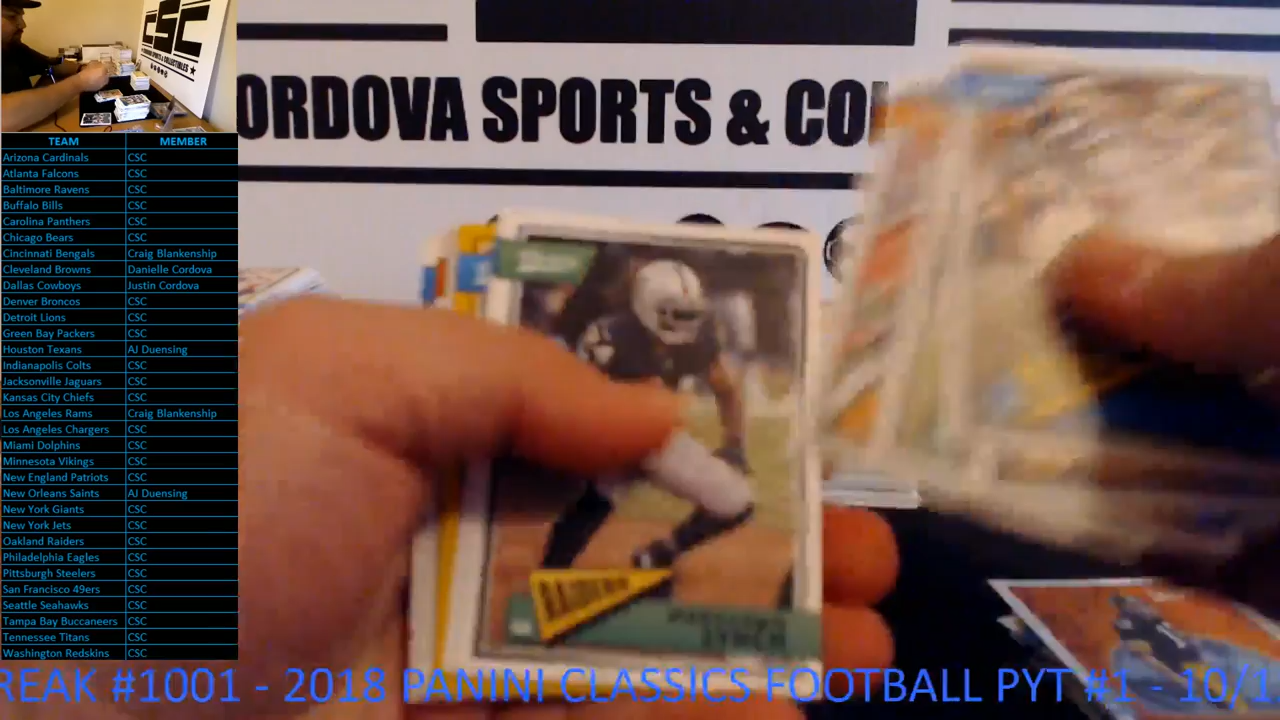 CSC
ORDOVA SPORTS & CO
TEAM MEMBER
Arizona Cardinals CSC
Atlanta Falcons CSC
Baltimore Ravens CSC
Buffalo Bills CSC
Carolina Panthers CSC
Chicago Bears CSC
Cincinnati Bengals Craig Blankenship
Cleveland Browns Danielle Cordova
Dallas Cowboys Justin Cordova
Denver Broncos CSC
Detroit Lions CSC
Green Bay Packers CSC
Houston Texans AJ Duensing
Indianapolis Colts CSC
Jacksonville Jaguars CSC
Kansas City Chiefs CSC
Los Angeles Rams Craig Blankenship
Los Angeles Chargers CSC
Miami Dolphins CSC
Minnesota Vikings CSC
New England Patriots CSC
New Orleans Saints AJ Duensing
New York Giants CSC
New York Jets CSC
Oakland Raiders CSC
Philadelphia Eagles CSC
Pittsburgh Steelers CSC
San Francisco 49ers CSC
Seattle Seahawks CSC
Tampa Bay Buccaneers CSC
Tennessee Titans CSC
Washington Redskins CSC
RAIDERS
REAK #1001 - 2018 PANINI CLASSICS FOOTBALL PYT #1 - 10/1